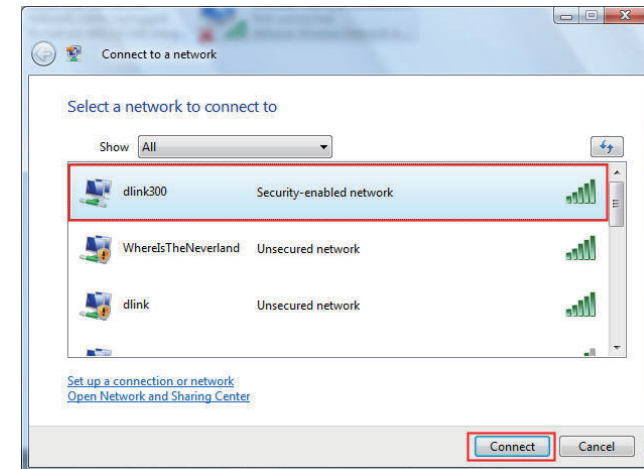 Connect to a network
Select a network to connect to
Show All
dlink300 Security-enabled network
WhereIsTheNeverland Unsecured network
dlink Unsecured network
Set up a connection or network
Open Network and Sharing Center
Connect Cancel